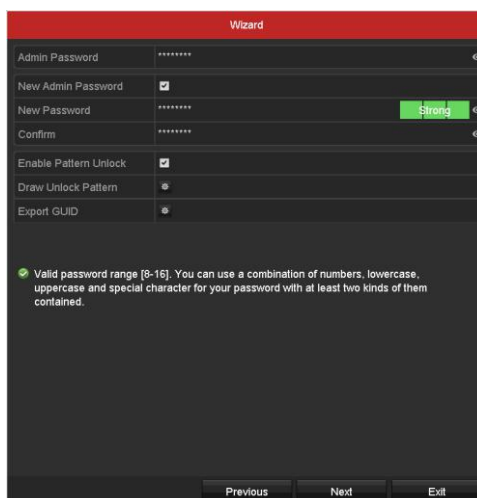 Wizard
Admin Password ********
New Admin Password
New Password ******** Strong
Confirm ********
Enable Pattern Unlock
Draw Unlock Pattern
Export GUID
Valid password range [8-16]. You can use a combination of numbers, lowercase,
uppercase and special character for your password with at least two kinds of them
contained.
Previous Next Exit